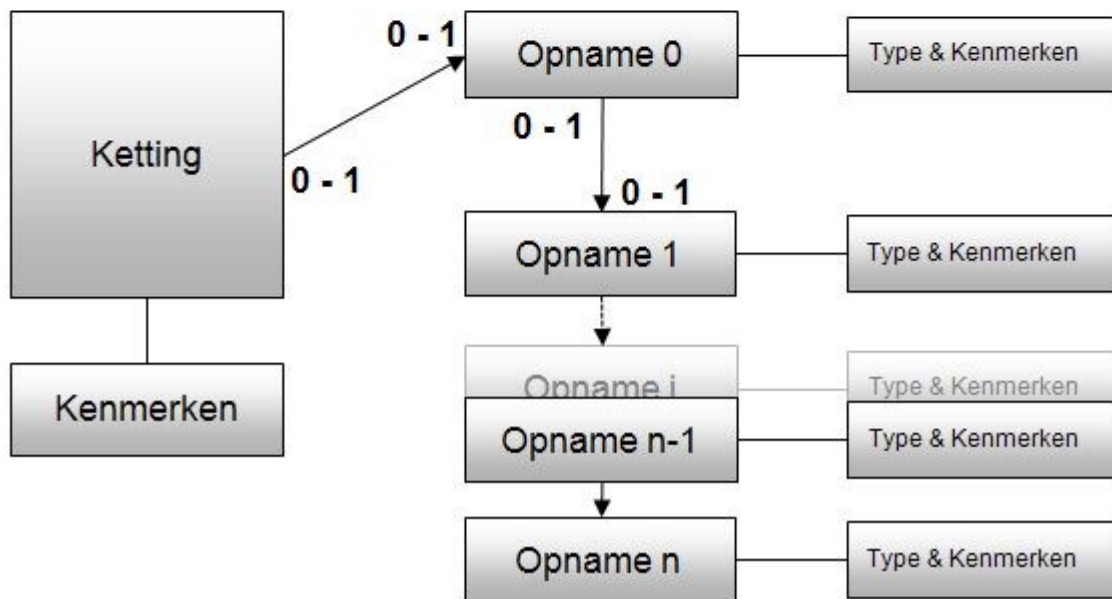 0 - 1
Opname 0
Type & Kenmerken
Ketting
0 - 1
0 - 1
0 - 1
Opname 1
Type & Kenmerken
Opname i
Type & Kenmerken
Kenmerken
Opname n-1
Type & Kenmerken
Opname n
Type & Kenmerken